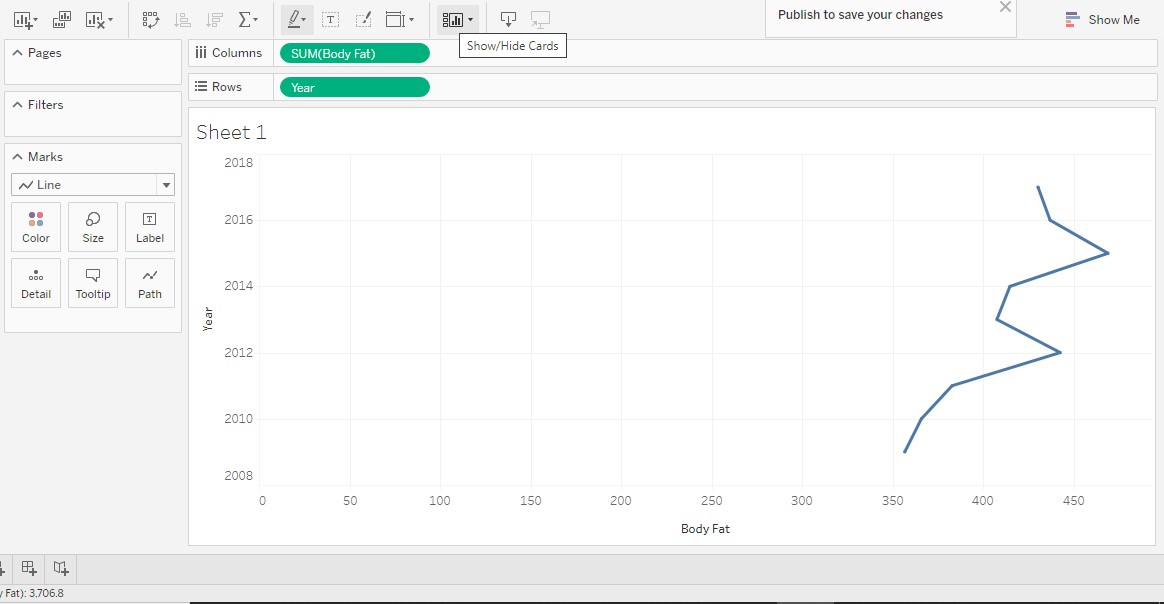 Publish to save your changes
Show Me
Show/Hide Cards
Pages
Columns
SUM(Body Fat)
Rows
Year
Filters
Marks
Line
Color
Size
Label
Detail
Tooltip
Path
Sheet 1
2018
2016
2014
2012
2010
2008
Year
0 50 100 150 200 250 300 350 400 450
Body Fat
y Fat): 3,706.8